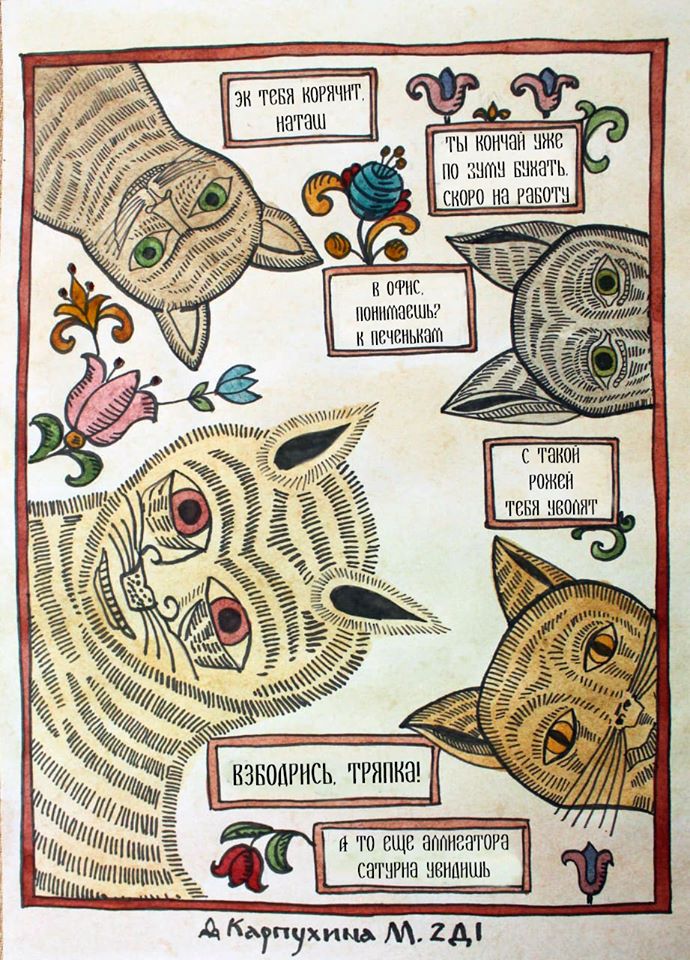 ЭК ТЕБЯ КОРЯЧИТ,
НАТАШ
ТЫ КОНЧАЙ УЖЕ
ПО ЗУМУ БУХАТЬ,
СКОРО НА РАБОТУ
В ОФИС,
ПОНИМАЕШЬ?
К ПЕЧЕНЬКАМ
С ТАКОЙ
РОЖЕЙ
ТЕБЯ УВОЛЯТ
ВЗБОДРИСЬ, ТРЯПКА!
А ТО ЕЩЕ АЛЛИГАТОРА
САТУРНА УВИДИШЬ
Д Карпухина М. 2Д1